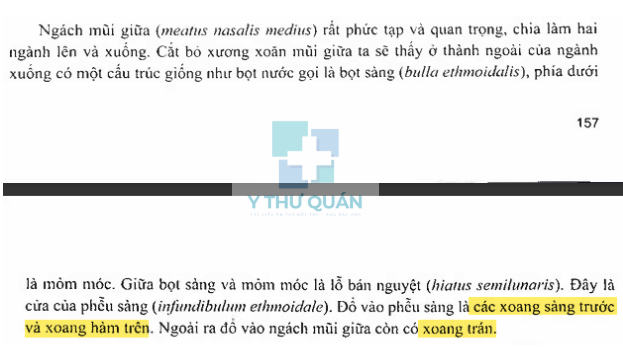 Ngách mũi giữa (meatus nasalis medius) rất phức tạp và quan trọng, chia làm hai
ngành lên và xuống. Cắt bỏ xương xoăn mũi giữa ta sẽ thấy ở thành ngoài của ngành
xuống có một cấu trúc giống như bọt nước gọi là bọt sàng (bulla ethmoidalis), phía dưới
157
Y THƯ QUÁN
là mỏm móc. Giữa bọt sàng và mỏm móc là lỗ bán nguyệt (hiatus semilunaris). Đây là
cửa của phễu sàng (infundibulum ethmoidale). Đổ vào phễu sàng là các xoang sàng trước
và xoang hàm trên. Ngoài ra đổ vào ngách mũi giữa còn có xoang trán.